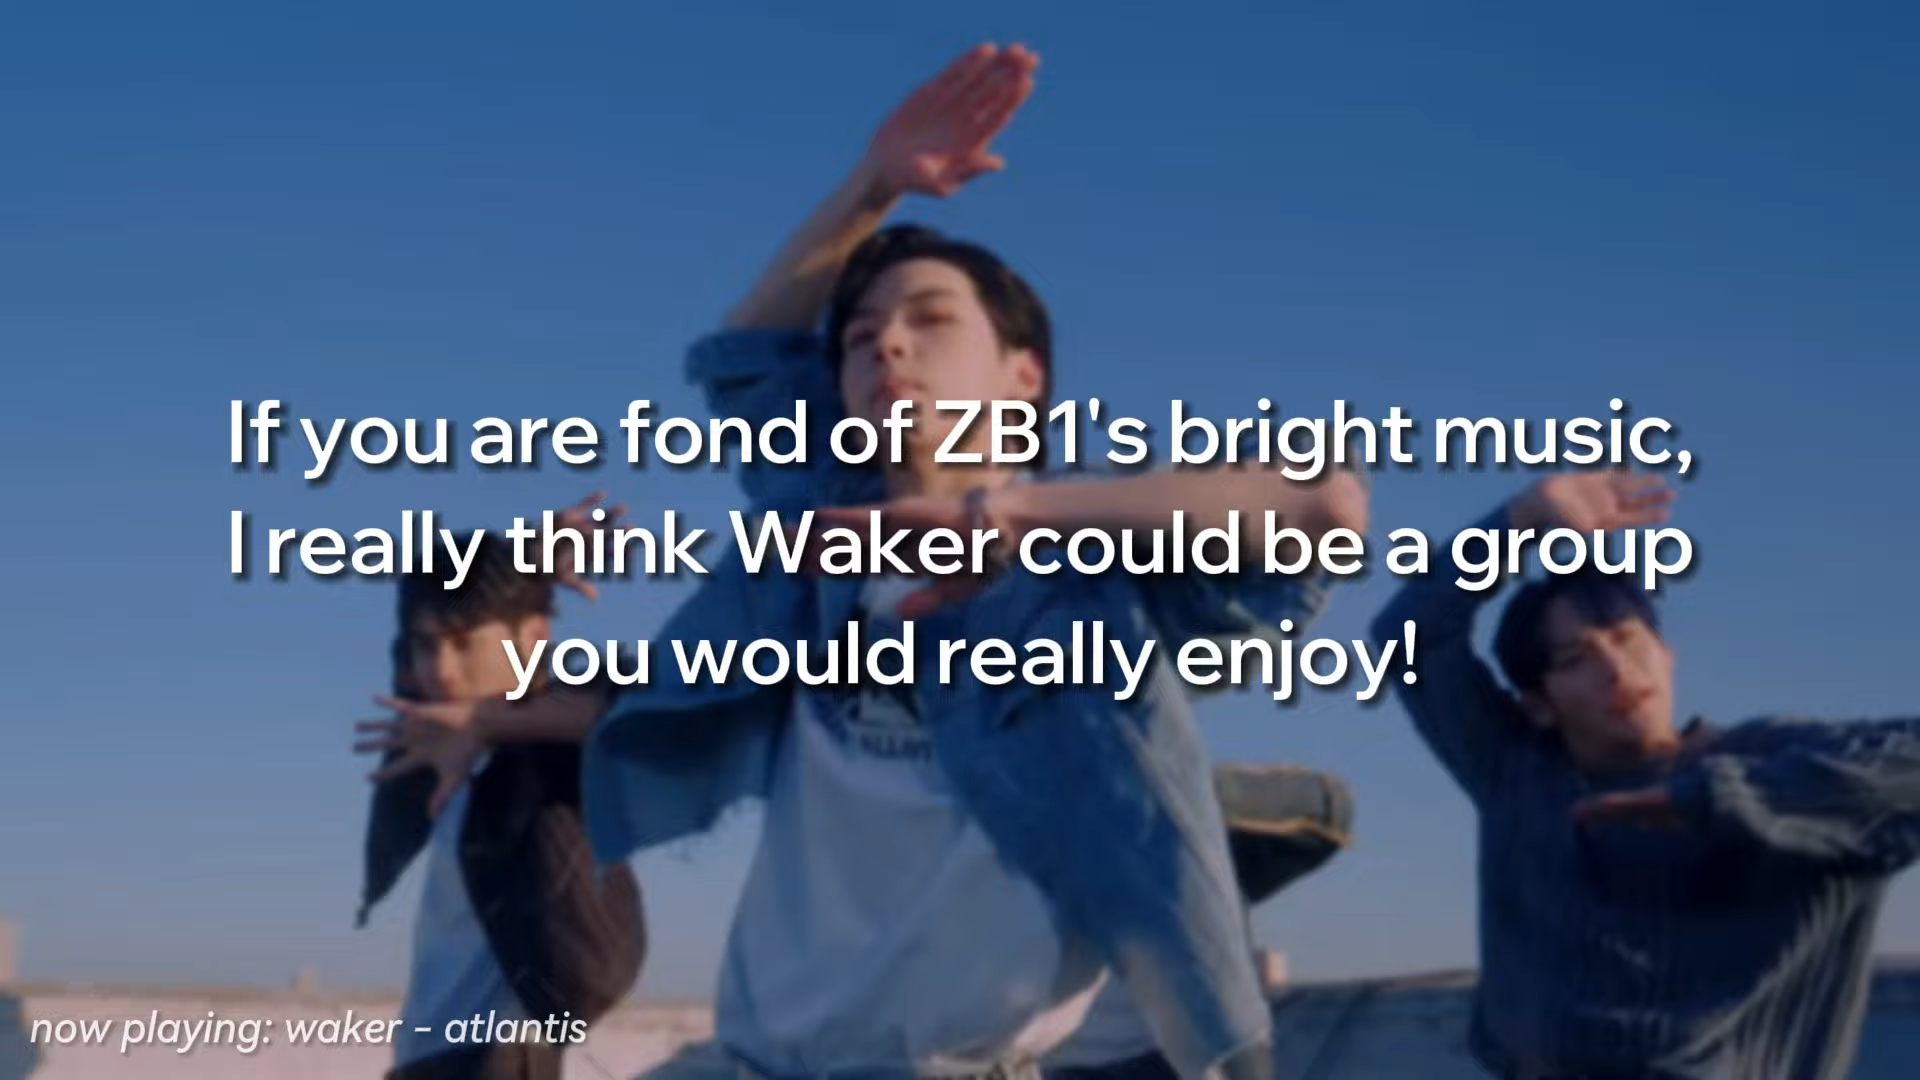 If you are fond of ZB1's bright music,
I really think Waker could be a group
you would really enjoy!
now playing: waker - atlantis